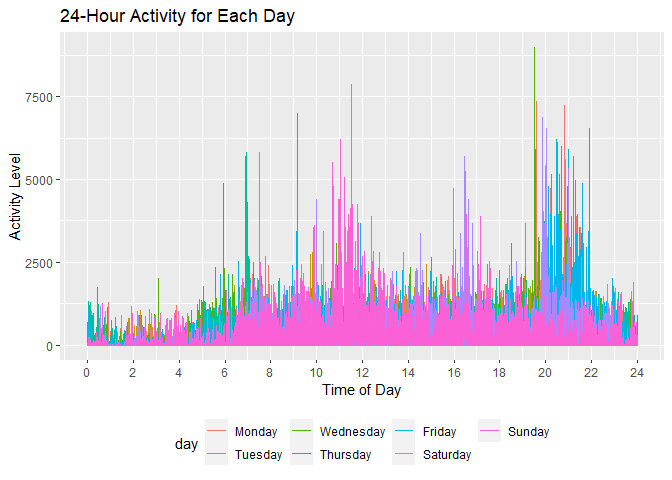 24-Hour Activity for Each Day
7500
5000
2500
0
Activity Level
0 2 4 6 8 10 12 14 16 18 20 22 24
Time of Day
day
Monday Wednesday Friday Sunday
Tuesday Thursday Saturday